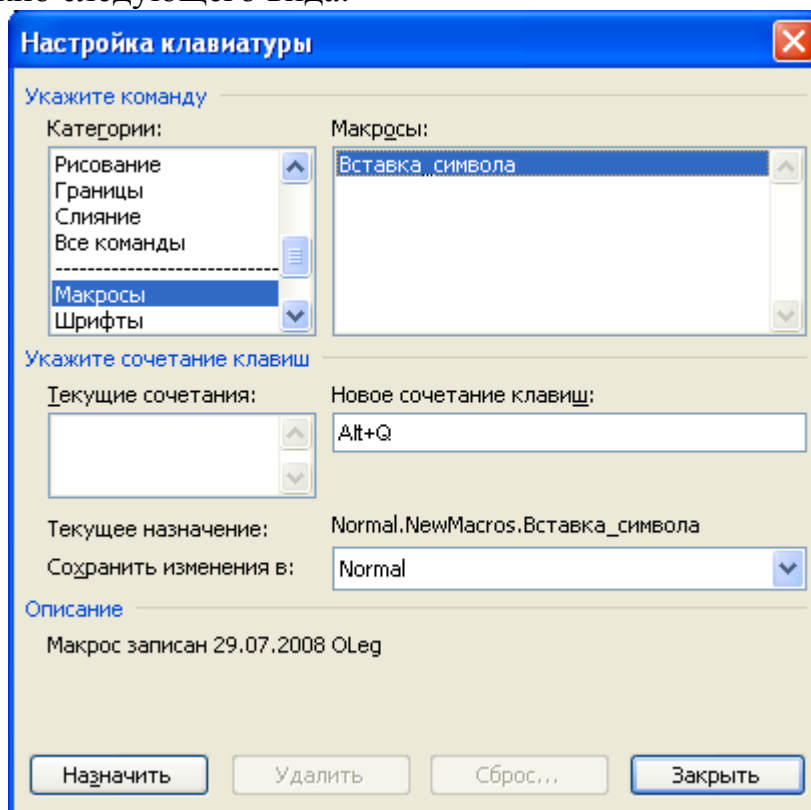 следующего вида:
Настройка клавиатуры
Укажите команду
Категории:
Рисование
Границы
Слияние
Все команды
----------------------------
Макросы
Шрифты
Макросы:
Вставка_символа
Укажите сочетание клавиш
Текущие сочетания:
Новое сочетание клавиш:
Alt+Q
Текущее назначение:
Normal.NewMacros.Вставка_символа
Сохранить изменения в:
Normal
Описание
Макрос записан 29.07.2008 OLeg
Назначить
Удалить
Сброс...
Закрыть